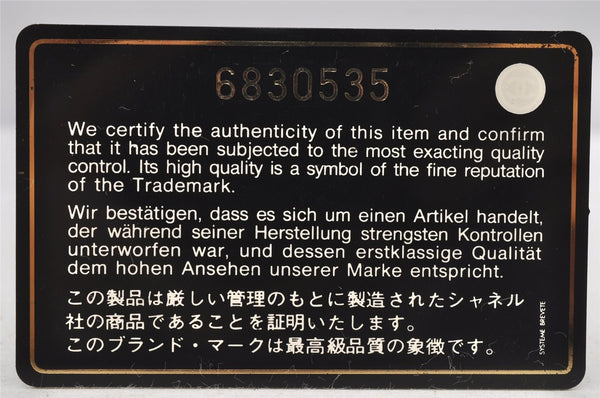 6830535
We certify the authenticity of this item and confirm
that it has been subjected to the most exacting quality
control. Its high quality is a symbol of the fine reputation
of the Trademark.
Wir bestätigen, dass es sich um einen Artikel handelt,
der während seiner Herstellung strengsten Kontrollen
unterworfen war, und dessen erstklassige Qualität
dem hohen Ansehen unserer Marke entspricht.
この製品は厳しい管理のもとに製造されたシャネル
社の商品であることを証明いたします。
このブランド・マークは最高級品質の象徴です。
SYSTEME BREVETE